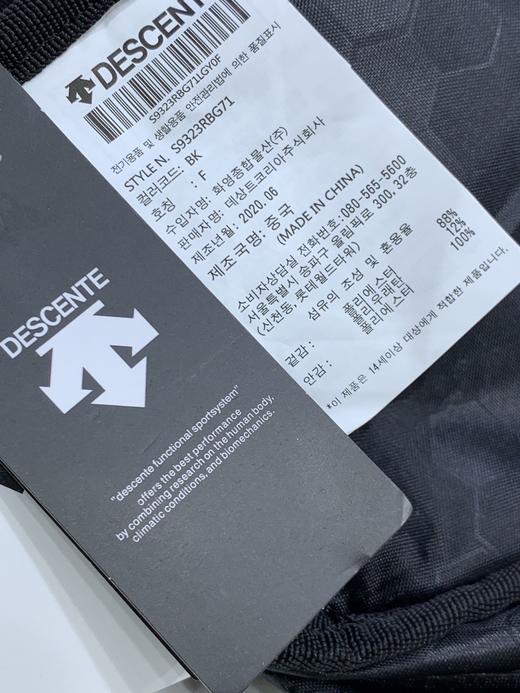 DESCENTE
S9323RBG71LGY0F
전기용품 및 생활용품 안전관리법에 의한 품질표시
STYLE N. S9323RBG71
컬러코드: BK
호칭 : F
수입자명: 화영종합물산(주)
판매자명: 데상트코리아주식회사
제조년월: 2020.06
제조국명: 중국
(MADE IN CHINA)
소비자상담실 전화번호:080-565-5600
서울특별시 송파구 올림픽로 300, 32층
(신천동, 롯데월드타워)
섬유의 조성 및 혼용율
겉감: 폴리에스터 88%
폴리우레탄 12%
안감: 폴리에스터 100%
*이 제품은 14세이상 대상에게 적합한 제품입니다.
DESCENTE
"descente functional sportsystem"
offers the best performance
by combining research on the human body,
climatic conditions, and biomechanics.